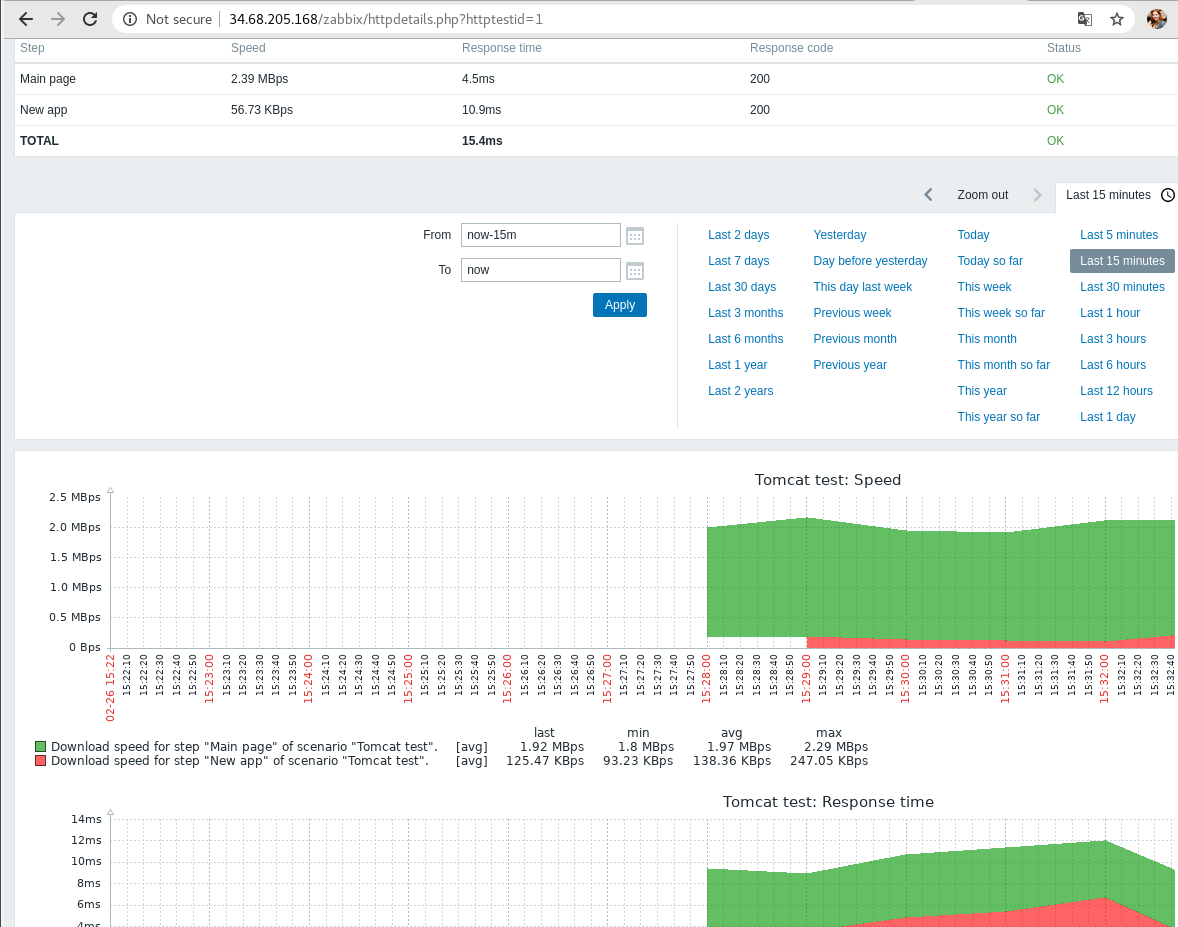 Not secure 34.68.205.168/zabbix/httpdetails.php?httptestid=1
Step Speed Response time Response code Status
Main page 2.39 MBps 4.5ms 200 OK
New app 56.73 KBps 10.9ms 200 OK
TOTAL 15.4ms OK
Zoom out Last 15 minutes
From now-15m
To now
Apply
Last 2 days Yesterday Today Last 5 minutes
Last 7 days Day before yesterday Today so far Last 15 minutes
Last 30 days This day last week This week Last 30 minutes
Last 3 months Previous week This week so far Last 1 hour
Last 6 months Previous month This month Last 3 hours
Last 1 year Previous year This month so far Last 6 hours
Last 2 years This year Last 12 hours
This year so far Last 1 day
Tomcat test: Speed
2.5 MBps
2.0 MBps
1.5 MBps
1.0 MBps
0.5 MBps
0 Bps
02-26 15:22 15:22:10 15:22:20 15:22:30 15:22:40 15:22:50 15:23:00 15:23:10 15:23:20 15:23:30 15:23:40 15:23:50 15:24:00 15:24:10 15:24:20 15:24:30 15:24:40 15:24:50 15:25:00 15:25:10 15:25:20 15:25:30 15:25:40 15:25:50 15:26:00 15:26:10 15:26:20 15:26:30 15:26:40 15:26:50 15:27:00 15:27:10 15:27:20 15:27:30 15:27:40 15:27:50 15:28:00 15:28:10 15:28:20 15:28:30 15:28:40 15:28:50 15:29:00 15:29:10 15:29:20 15:29:30 15:29:40 15:29:50 15:30:00 15:30:10 15:30:20 15:30:30 15:30:40 15:30:50 15:31:00 15:31:10 15:31:20 15:31:30 15:31:40 15:31:50 15:32:00 15:32:10 15:32:20 15:32:30 15:32:40
last min avg max
Download speed for step "Main page" of scenario "Tomcat test". [avg] 1.92 MBps 1.8 MBps 1.97 MBps 2.29 MBps
Download speed for step "New app" of scenario "Tomcat test". [avg] 125.47 KBps 93.23 KBps 138.36 KBps 247.05 KBps
Tomcat test: Response time
14ms
12ms
10ms
8ms
6ms
4ms